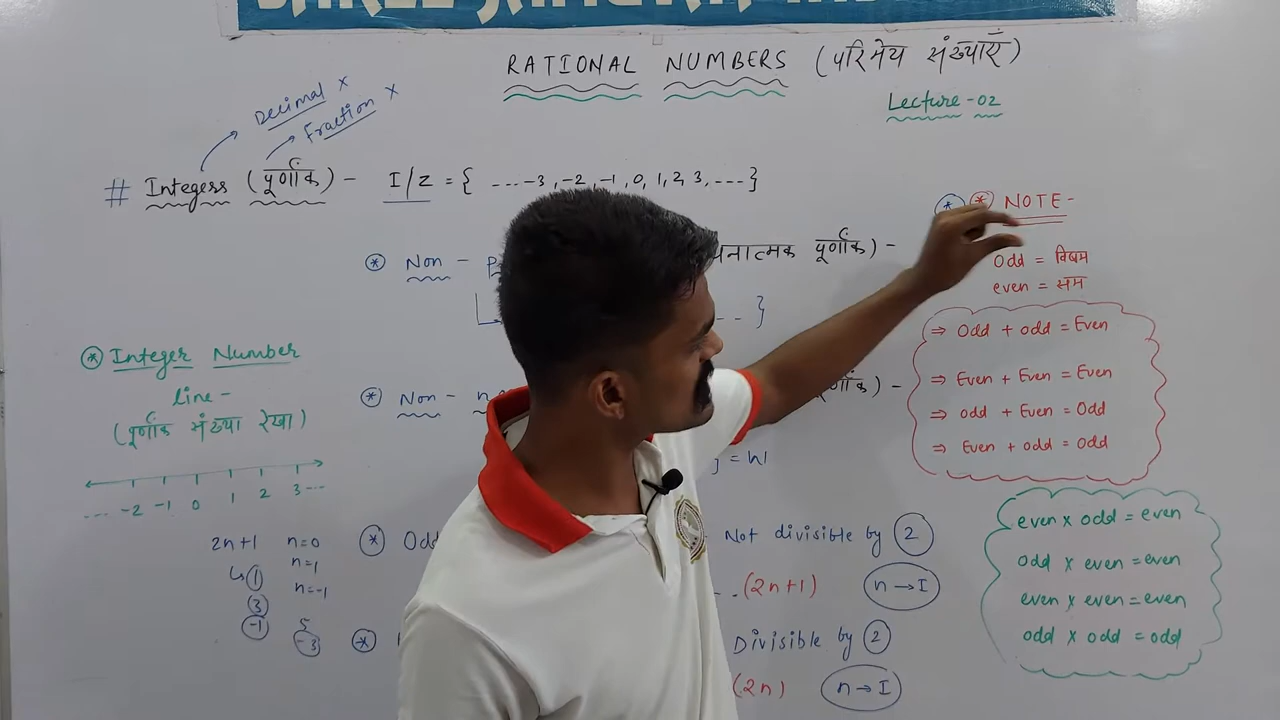 RATIONAL NUMBERS (परिमेय संख्याएँ)
Lecture-02
Decimal x
Fraction x
# Integers (पूर्णांक) - I/Z = { ....-3,-2,-1,0,1,2,3,....}
* Non -
पूर्णांक) -
.. }
* Integer Number
line -
(पूर्णांक संख्या रेखा)
.... -2 -1 0 1 2 3 ....
* Non -
* * NOTE-
Odd = विषम
even = सम
⇒ Odd + odd = Even
⇒ Even + Even = Even
⇒ odd + Even = Odd
⇒ Even + odd = Odd
even x odd = even
odd x even = even
even x even = even
odd x odd = odd
2n+1 n=0
n=1
n=-1
1
3
-1
5
-3
* Odd
Not divisible by 2
.. (2n+1) n→I
*
Divisible by 2
(2n) n→I